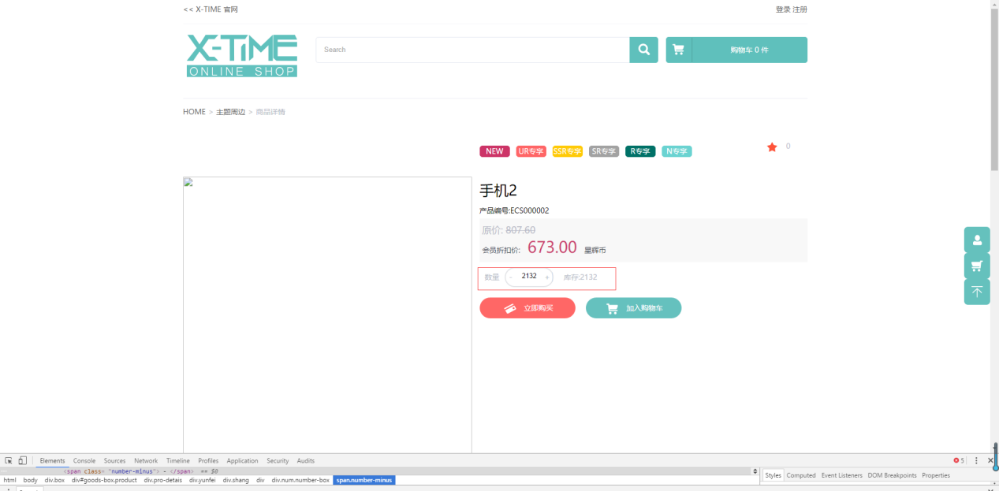 << X-TIME 官网
登录 注册
X-TIME
ONLINE SHOP
Search
购物车 0 件
HOME > 主题周边 > 商品详情
NEW UR专享 SSR专享 SR专享 R专享 N专享
0
手机2
产品编号:ECS000002
原价: 807.60
会员折扣价: 673.00 星辉币
数量 - 2132 + 库存:2132
立即购买 加入购物车
Elements Console Sources Network Timeline Profiles Application Security Audits
5
<span class= "number-minus"> - </span> == $0
html body div.box div#goods-box.product div.pro-detais div.yunfei div.shang div div.num.number-box span.number-minus
Styles Computed Event Listeners DOM Breakpoints Properties